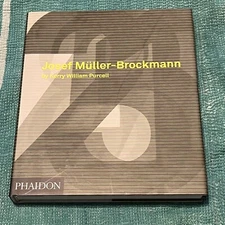 Josef Müller-Brockmann
by Kerry William Purcell
PHAIDON